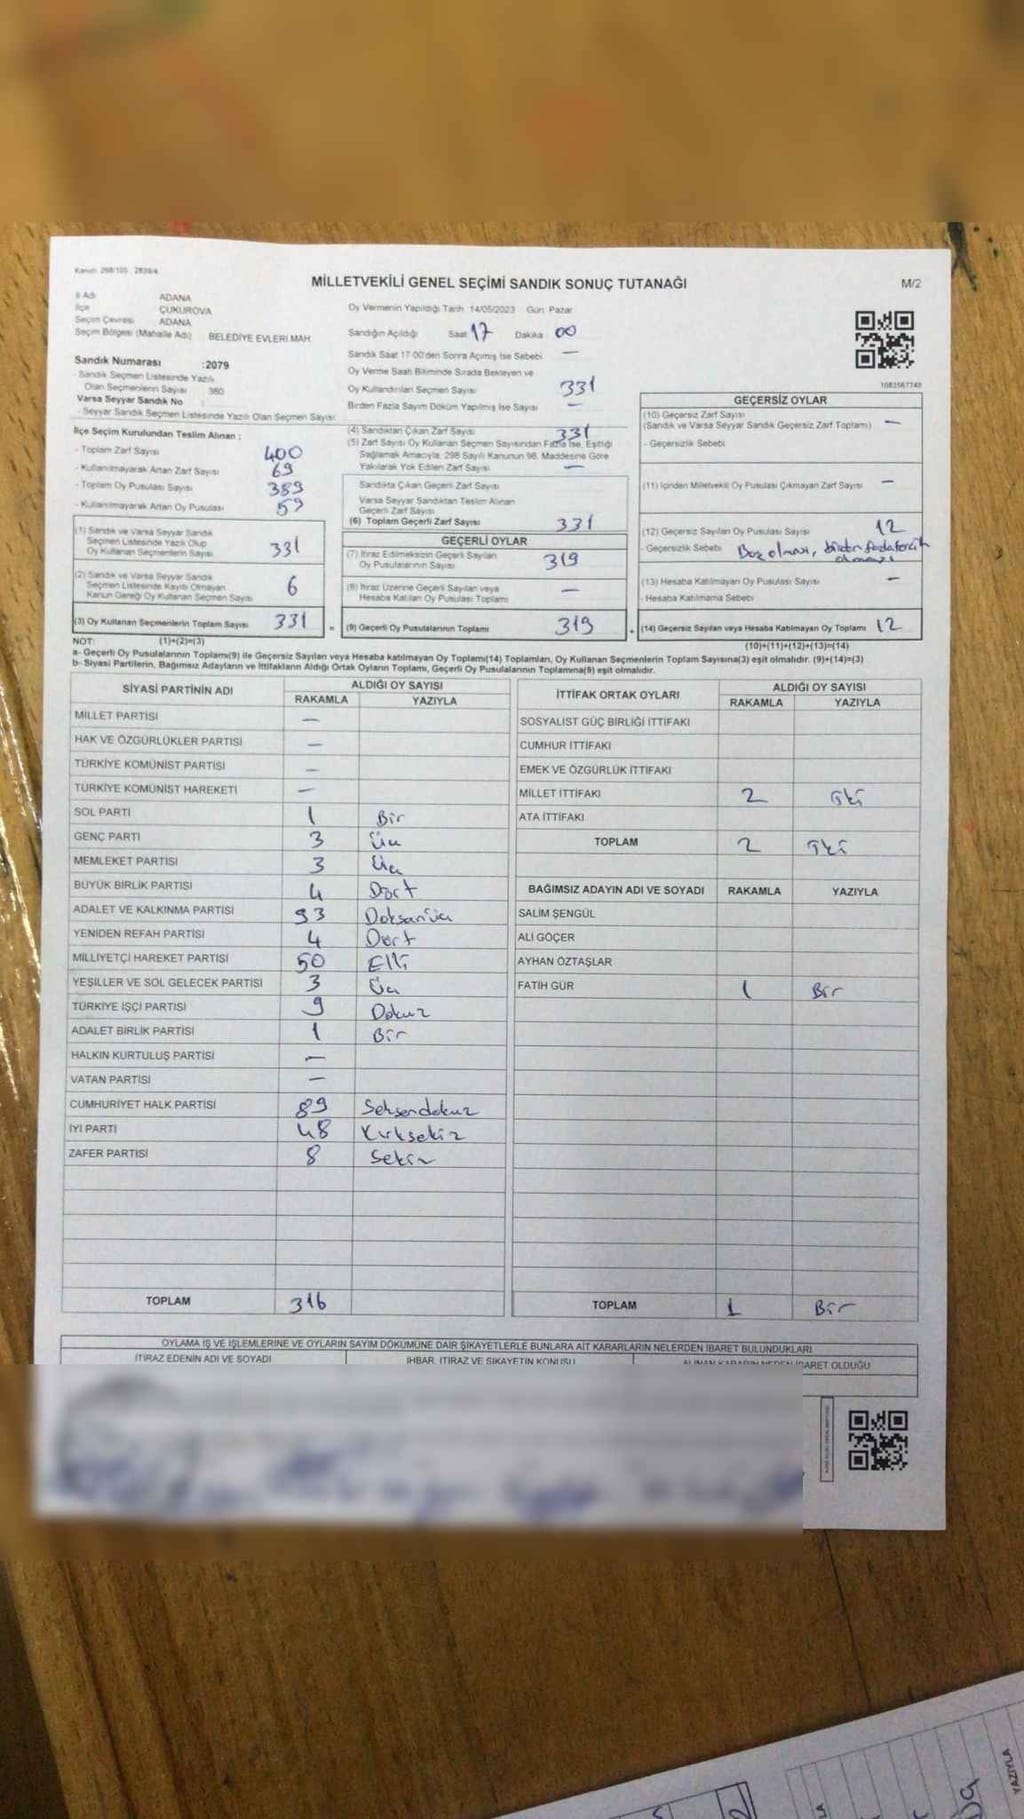 Kanun: 298/105 : 2839/4
MİLLETVEKİLİ GENEL SEÇİMİ SANDIK SONUÇ TUTANAĞI
M/2
İl Adı ADANA
İlçe ÇUKUROVA
Seçim Çevresi ADANA
Seçim Bölgesi (Mahalle Adı) BELEDİYE EVLERİ MAH
Oy Vermenin Yapıldığı Tarih: 14/05/2023 Gün: Pazar
Sandığın Açıldığı Saat 17 Dakika 00
Sandık Saat 17:00'den Sonra Açılmış İse Sebebi —
Oy Verme Saati Bitiminde Sırada Bekleyen ve
Oy Kullandırılan Seçmen Sayısı 331
Birden Fazla Sayım Döküm Yapılmış İse Sayısı —
1083567748
Sandık Numarası :2079
- Sandık Seçmen Listesinde Yazılı
Olan Seçmenlerin Sayısı 380
Varsa Seyyar Sandık No :
- Seyyar Sandık Seçmen Listesinde Yazılı Olan Seçmen Sayısı:
İlçe Seçim Kurulundan Teslim Alınan :
- Toplam Zarf Sayısı 400
- Kullanılmayarak Artan Zarf Sayısı 69
- Toplam Oy Pusulası Sayısı 389
- Kullanılmayarak Artan Oy Pusulası 59
(1) Sandık ve Varsa Seyyar Sandık
Seçmen Listesinde Yazılı Olup
Oy Kullanan Seçmenlerin Sayısı 331
(2) Sandık ve Varsa Seyyar Sandık
Seçmen Listesinde Kayıtlı Olmayan
Kanun Gereği Oy Kullanan Seçmen Sayısı 6
(3) Oy Kullanan Seçmenlerin Toplam Sayısı 331 =
(4) Sandıktan Çıkan Zarf Sayısı 331
(5) Zarf Sayısı Oy Kullanan Seçmen Sayısından Fazla İse, Eşitliği
Sağlamak Amacıyla, 298 Sayılı Kanunun 98. Maddesine Göre
Yakılarak Yok Edilen Zarf Sayısı —
Sandıkta Çıkan Geçerli Zarf Sayısı
Varsa Seyyar Sandıktan Teslim Alınan
Geçerli Zarf Sayısı
(6) Toplam Geçerli Zarf Sayısı 331
GEÇERLİ OYLAR
(7) İtiraz Edilmeksizin Geçerli Sayılan
Oy Pusulalarının Sayısı 319
(8) İtiraz Üzerine Geçerli Sayılan veya
Hesaba Katılan Oy Pusulası Toplamı —
(9) Geçerli Oy Pusulalarının Toplamı 319 +
GEÇERSİZ OYLAR
(10) Geçersiz Zarf Sayısı
(Sandık ve Varsa Seyyar Sandık Geçersiz Zarf Toplamı) —
- Geçersizlik Sebebi
(11) İçinden Milletvekili Oy Pusulası Çıkmayan Zarf Sayısı —
(12) Geçersiz Sayılan Oy Pusulası Sayısı 12
Geçersizlik Sebebi Boş olması, birden fazla tercih
olması
(13) Hesaba Katılmayan Oy Pusulası Sayısı —
- Hesaba Katılmama Sebebi
(14) Geçersiz Sayılan veya Hesaba Katılmayan Oy Toplamı 12
NOT: (1)+(2)=(3)
(10)+(11)+(12)+(13)=(14)
a- Geçerli Oy Pusulalarının Toplamı(9) ile Geçersiz Sayılan veya Hesaba katılmayan Oy Toplamı(14) Toplamları, Oy Kullanan Seçmenlerin Toplam Sayısına(3) eşit olmalıdır. (9)+(14)=(3)
b- Siyasi Partilerin, Bağımsız Adayların ve İttifakların Aldığı Ortak Oyların Toplamı, Geçerli Oy Pusulalarının Toplamına(9) eşit olmalıdır.
SİYASİ PARTİNİN ADI ALDIĞI OY SAYISI
RAKAMLA YAZIYLA
MİLLET PARTİSİ —
HAK VE ÖZGÜRLÜKLER PARTİSİ —
TÜRKİYE KOMÜNİST PARTİSİ —
TÜRKİYE KOMÜNİST HAREKETİ —
SOL PARTİ 1 Bir
GENÇ PARTİ 3 Üç
MEMLEKET PARTİSİ 3 Üç
BÜYÜK BİRLİK PARTİSİ 4 Dört
ADALET VE KALKINMA PARTİSİ 93 Doksanüç
YENİDEN REFAH PARTİSİ 4 Dört
MİLLİYETÇİ HAREKET PARTİSİ 50 Elli
YEŞİLLER VE SOL GELECEK PARTİSİ 3 Üç
TÜRKİYE İŞÇİ PARTİSİ 9 Dokuz
ADALET BİRLİK PARTİSİ 1 Bir
HALKIN KURTULUŞ PARTİSİ —
VATAN PARTİSİ —
CUMHURİYET HALK PARTİSİ 89 Seksendokuz
İYİ PARTİ 48 Kırksekiz
ZAFER PARTİSİ 8 Sekiz
TOPLAM 316
İTTİFAK ORTAK OYLARI ALDIĞI OY SAYISI
RAKAMLA YAZIYLA
SOSYALİST GÜÇ BİRLİĞİ İTTİFAKI
CUMHUR İTTİFAKI
EMEK VE ÖZGÜRLÜK İTTİFAKI
MİLLET İTTİFAKI 2 İki
ATA İTTİFAKI
TOPLAM 2 İki
BAĞIMSIZ ADAYIN ADI VE SOYADI RAKAMLA YAZIYLA
SALİM ŞENGÜL
ALİ GÖÇER
AYHAN ÖZTAŞLAR
FATİH GÜR 1 Bir
TOPLAM 1 Bir
OYLAMA İŞ VE İŞLEMLERİNE VE OYLARIN SAYIM DÖKÜMÜNE DAİR ŞİKAYETLERLE BUNLARA AİT KARARLARIN NELERDEN İBARET BULUNDUKLARI
İTİRAZ EDENİN ADI VE SOYADI İHBAR, İTİRAZ VE ŞİKAYETİN KONUSU ALINAN KARARIN NEDEN İBARET OLDUĞU
YAZIYLA